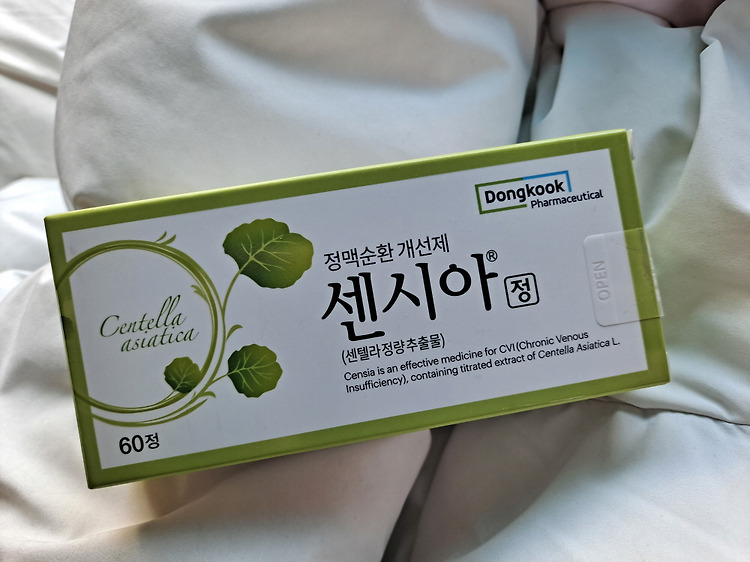 Dongkook
Pharmaceutical
정맥순환 개선제
센시아® 정
(센텔라정량추출물)
Censia is an effective medicine for CVI(Chronic Venous
Insufficiency), containing titrated extract of Centella Asiatica L.
Centella
asiatica
60정
OPEN